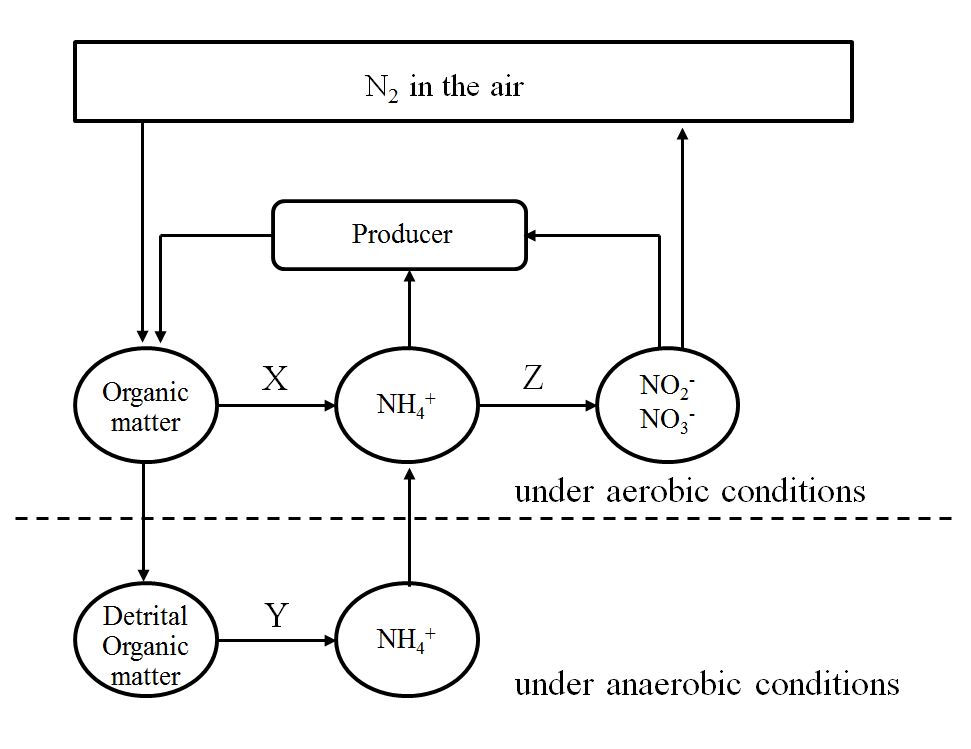 N₂ in the air
Producer
X
Z
Organic
matter
NH₄⁺
NO₂⁻
NO₃⁻
under aerobic conditions
Y
Detrital
Organic
matter
NH₄⁺
under anaerobic conditions